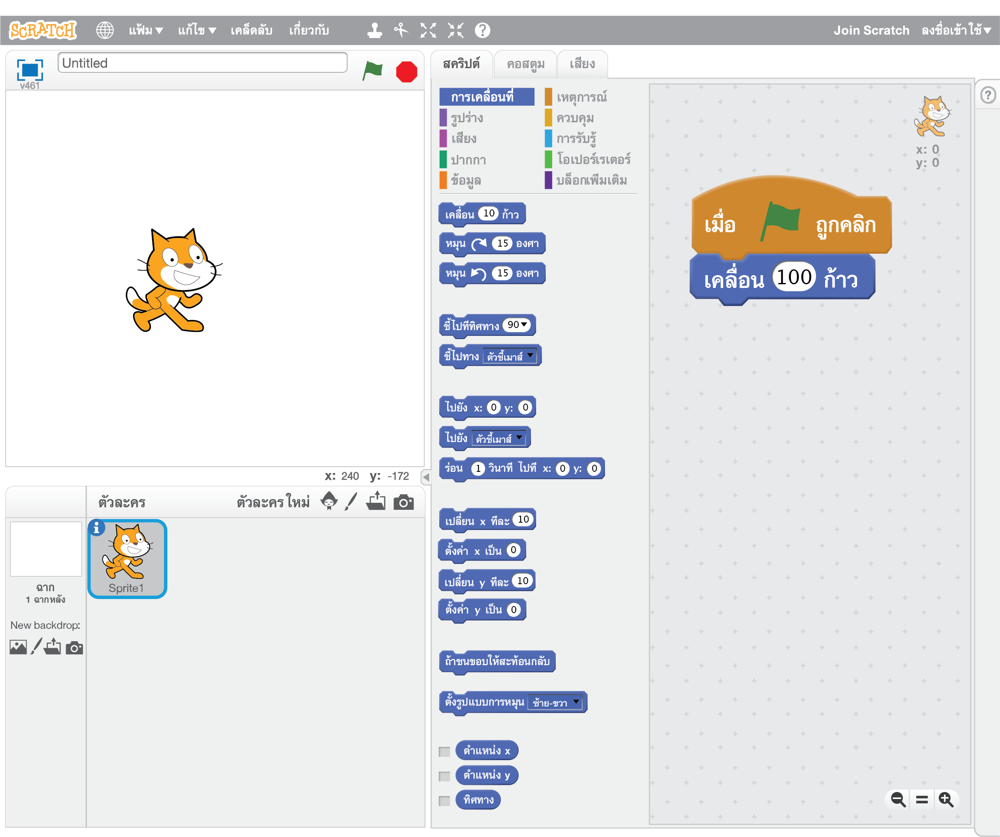 SCRATCH แฟ้ม แก้ไข เคล็ดลับ เกี่ยวกับ Join Scratch ลงชื่อเข้าใช้
Untitled
v461
x: 240 y: -172
ตัวละคร ตัวละครใหม่
Sprite1
ฉาก
1 ฉากหลัง
New backdrop:
สคริปต์ คอสตูม เสียง
การเคลื่อนที่ เหตุการณ์
รูปร่าง ควบคุม
เสียง การรับรู้
ปากกา โอเปอร์เรเตอร์
ข้อมูล บล็อกเพิ่มเติม
เคลื่อน 10 ก้าว
หมุน 15 องศา
หมุน 15 องศา
ชี้ไปที่ทิศทาง 90
ชี้ไปทาง ตัวชี้เมาส์
ไปยัง x: 0 y: 0
ไปยัง ตัวชี้เมาส์
ร่อน 1 วินาที ไปที่ x: 0 y: 0
เปลี่ยน x ทีละ 10
ตั้งค่า x เป็น 0
เปลี่ยน y ทีละ 10
ตั้งค่า y เป็น 0
ถ้าชนขอบให้สะท้อนกลับ
ตั้งรูปแบบการหมุน ซ้าย-ขวา
ตำแหน่ง x
ตำแหน่ง y
ทิศทาง
x: 0
y: 0
เมื่อ ถูกคลิก
เคลื่อน 100 ก้าว